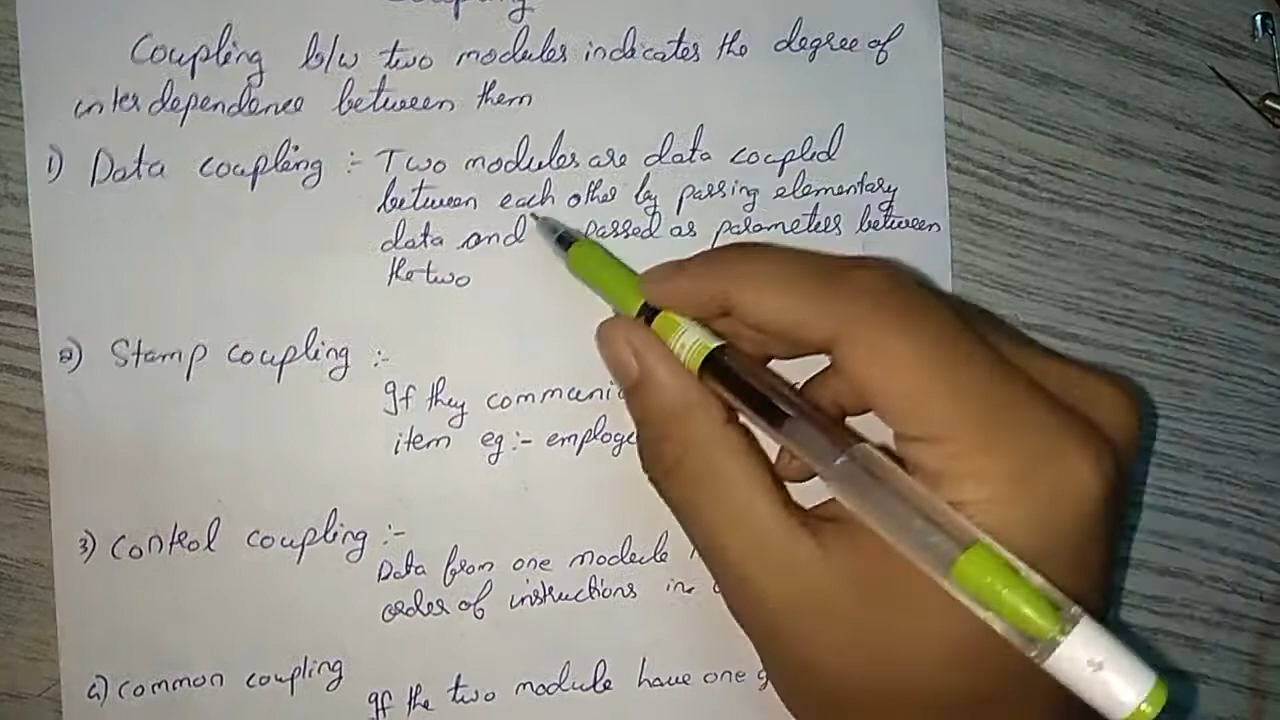 Coupling
Coupling b/w two modules indicates the degree of
interdependence between them
1) Data coupling :- Two modules are data coupled
between each other by passing elementary
data and passed as parameters between
the two
2) Stamp coupling :-
If they
item eg:-
3) Control coupling :-
Data from one module
order of instructions in
4) common coupling
If the two module have one